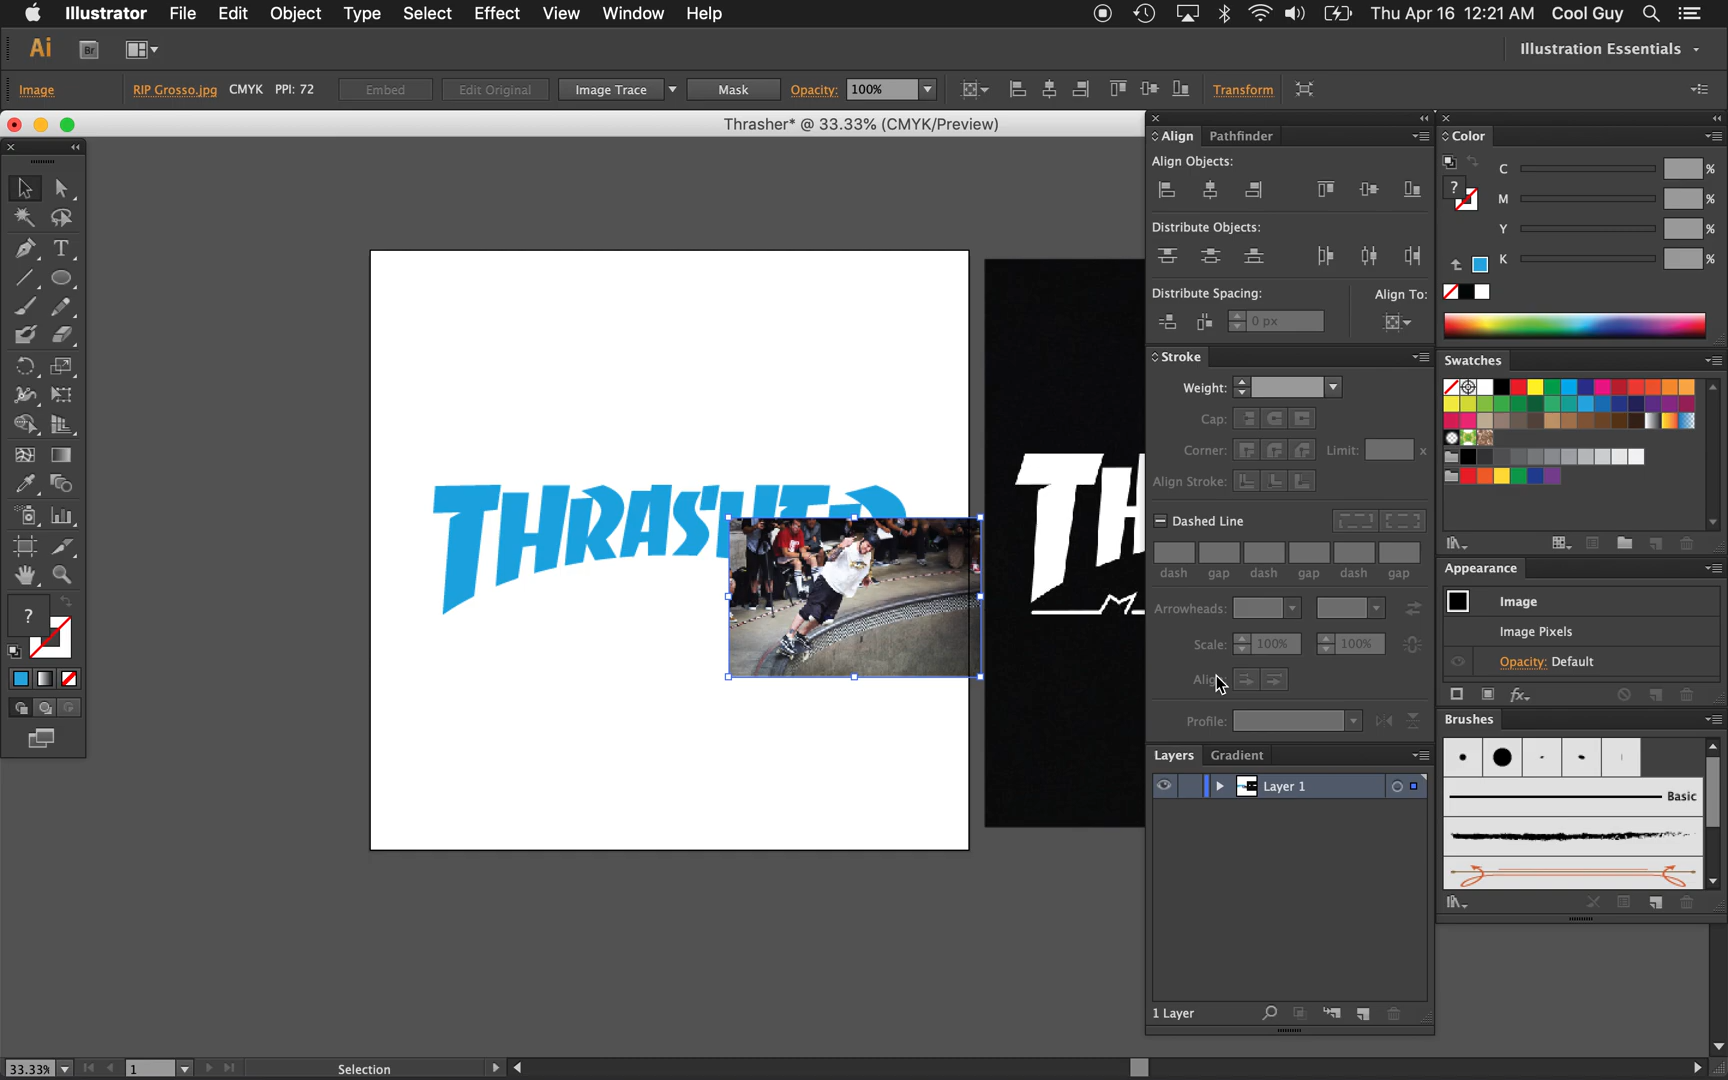 Illustrator File Edit Object Type Select Effect View Window Help
Thu Apr 16 12:21 AM Cool Guy
Ai Br
Illustration Essentials
Image RIP Grosso.jpg CMYK PPI: 72 Embed Edit Original Image Trace Mask Opacity: 100% Transform
Thrasher* @ 33.33% (CMYK/Preview)
Align Pathfinder
Align Objects:
Distribute Objects:
Distribute Spacing: Align To:
0 px
Stroke
Weight:
Cap:
Corner: Limit: x
Align Stroke:
Dashed Line
dash gap dash gap dash gap
Arrowheads:
Scale: 100% 100%
Align:
Profile:
Layers Gradient
Layer 1
1 Layer
Color
? C %
M %
Y %
K %
Swatches
Appearance
Image
Image Pixels
Opacity: Default
fx
Brushes
Basic
T
?
THRASHER
TH
M
33.33% 1 Selection